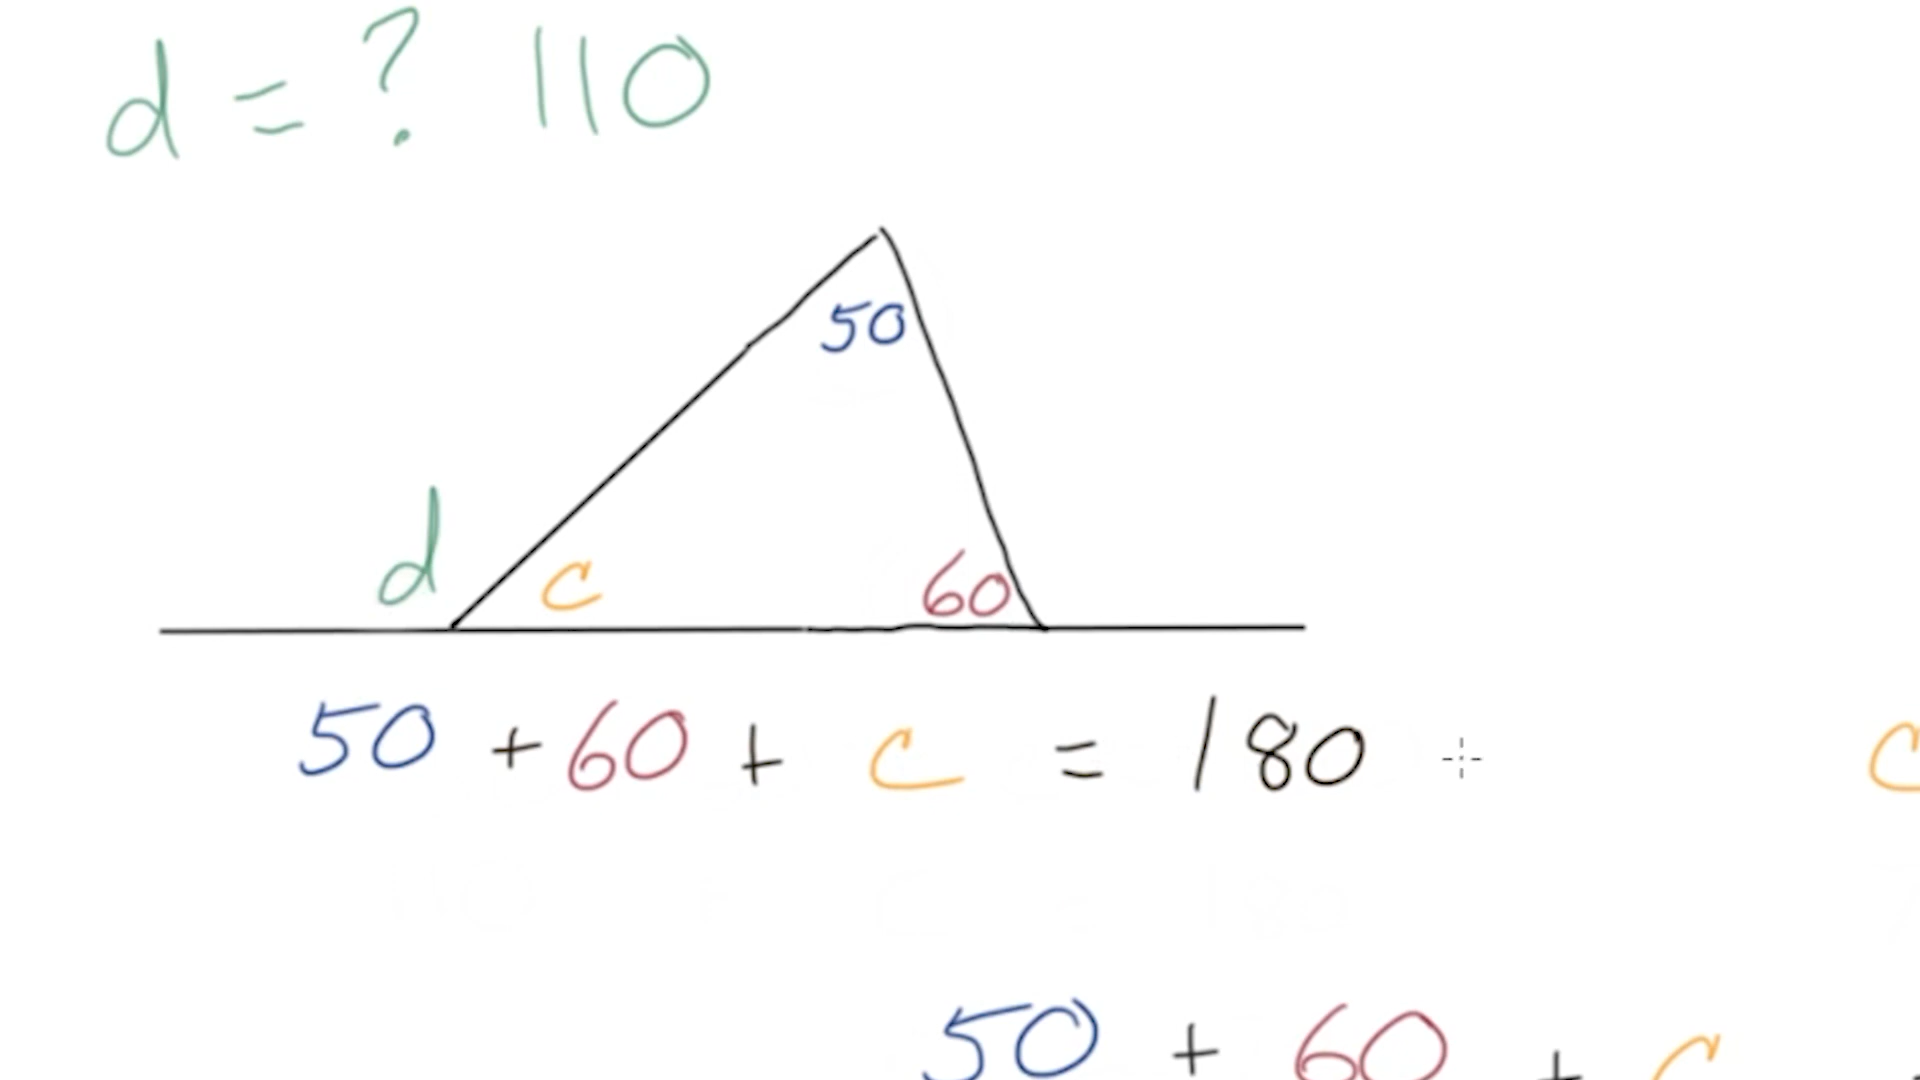 d = ? 110
50
d c 60
50 + 60 + c = 180 c
50 + 60 + c